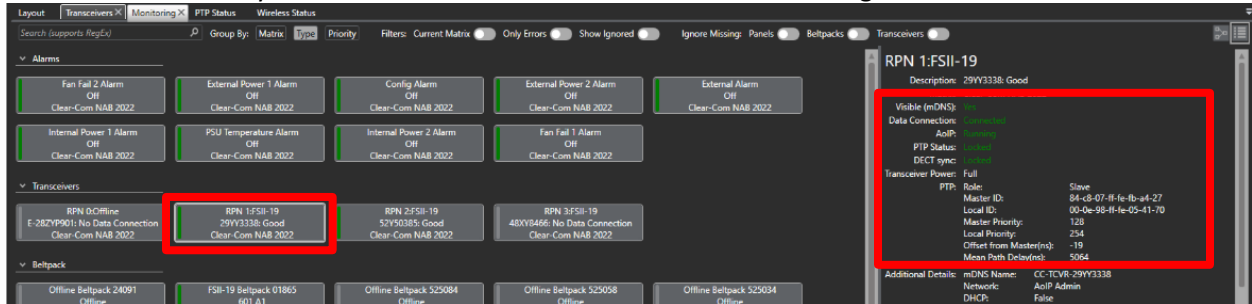 Layout Transceivers X Monitoring X PTP Status Wireless Status
Search (supports RegEx) Group By: Matrix Type Priority Filters: Current Matrix Only Errors Show Ignored Ignore Missing: Panels Beltpacks Transceivers
Alarms
Fan Fail 2 Alarm
Off
Clear-Com NAB 2022
External Power 1 Alarm
Off
Clear-Com NAB 2022
Config Alarm
Off
Clear-Com NAB 2022
External Power 2 Alarm
Off
Clear-Com NAB 2022
External Alarm
Off
Clear-Com NAB 2022
Internal Power 1 Alarm
Off
Clear-Com NAB 2022
PSU Temperature Alarm
Off
Clear-Com NAB 2022
Internal Power 2 Alarm
Off
Clear-Com NAB 2022
Fan Fail 1 Alarm
Off
Clear-Com NAB 2022
Transceivers
RPN 0:Offline
E-28ZYP901: No Data Connection
Clear-Com NAB 2022
RPN 1:FSII-19
29YY3338: Good
Clear-Com NAB 2022
RPN 2:FSII-19
52Y50385: Good
Clear-Com NAB 2022
RPN 3:FSII-19
48XY8466: No Data Connection
Clear-Com NAB 2022
Beltpack
Offline Beltpack 24091
Offline
FSII-19 Beltpack 01865
601 A1
Offline Beltpack 525084
Offline
Offline Beltpack 525058
Offline
Offline Beltpack 525034
Offline
RPN 1:FSII-19
Description: 29YY3338: Good
Visible (mDNS): Yes
Data Connection: Connected
AoIP: Running
PTP Status: Locked
DECT sync: Locked
Transceiver Power: Full
PTP: Role: Slave
Master ID: 84-c8-07-ff-fe-fb-a4-27
Local ID: 00-0e-98-ff-fe-05-41-70
Master Priority: 128
Local Priority: 254
Offset from Master(ns): -19
Mean Path Delay(ns): 5064
Additional Details: mDNS Name: CC-TCVR-29YY3338
Network: AoIP Admin
DHCP: False